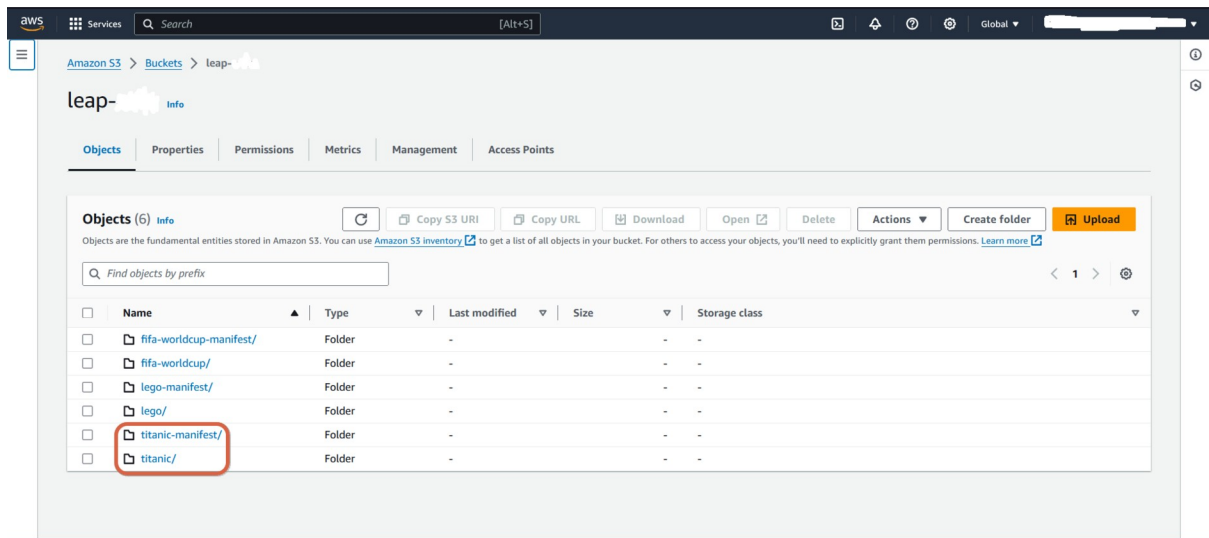 aws Services Search [Alt+S] Global ▼
Amazon S3 > Buckets > leap-
leap- Info
Objects Properties Permissions Metrics Management Access Points
Objects (6) Info Copy S3 URI Copy URL Download Open Delete Actions ▼ Create folder Upload
Objects are the fundamental entities stored in Amazon S3. You can use Amazon S3 inventory to get a list of all objects in your bucket. For others to access your objects, you'll need to explicitly grant them permissions. Learn more
Find objects by prefix < 1 >
Name Type Last modified Size Storage class
fifa-worldcup-manifest/ Folder - - -
fifa-worldcup/ Folder - - -
lego-manifest/ Folder - - -
lego/ Folder - - -
titanic-manifest/ Folder - - -
titanic/ Folder - - -